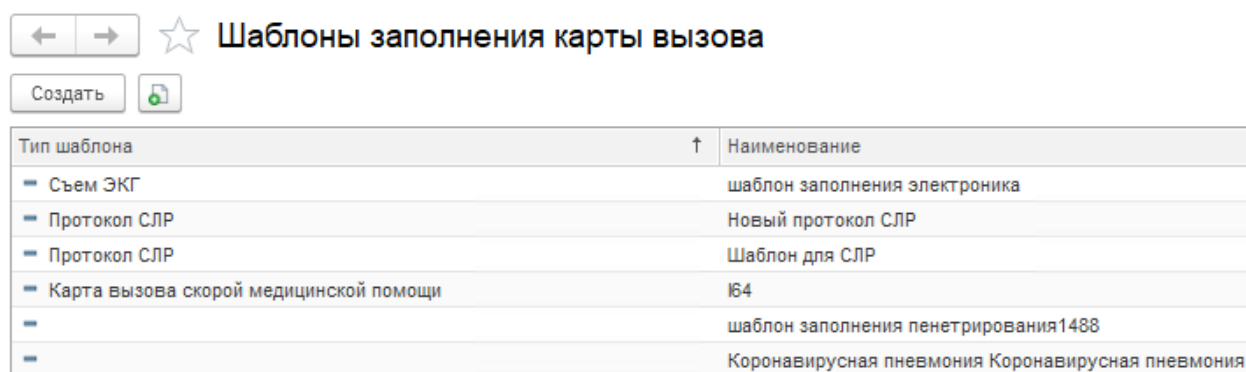 Шаблоны заполнения карты вызова
Создать
Тип шаблона ↑ Наименование
Съем ЭКГ шаблон заполнения электроника
Протокол СЛР Новый протокол СЛР
Протокол СЛР Шаблон для СЛР
Карта вызова скорой медицинской помощи I64
шаблон заполнения пенетрирования1488
Коронавирусная пневмония Коронавирусная пневмония